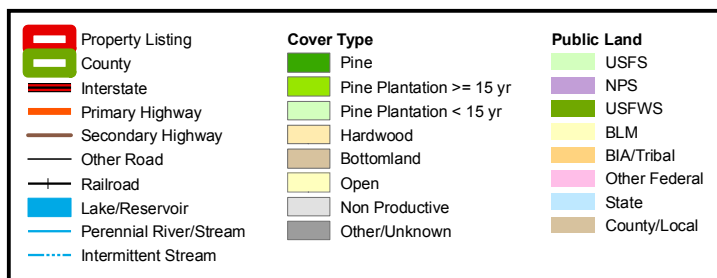 Property Listing
County
Interstate
Primary Highway
Secondary Highway
Other Road
Railroad
Lake/Reservoir
Perennial River/Stream
Intermittent Stream
Cover Type
Pine
Pine Plantation >= 15 yr
Pine Plantation < 15 yr
Hardwood
Bottomland
Open
Non Productive
Other/Unknown
Public Land
USFS
NPS
USFWS
BLM
BIA/Tribal
Other Federal
State
County/Local